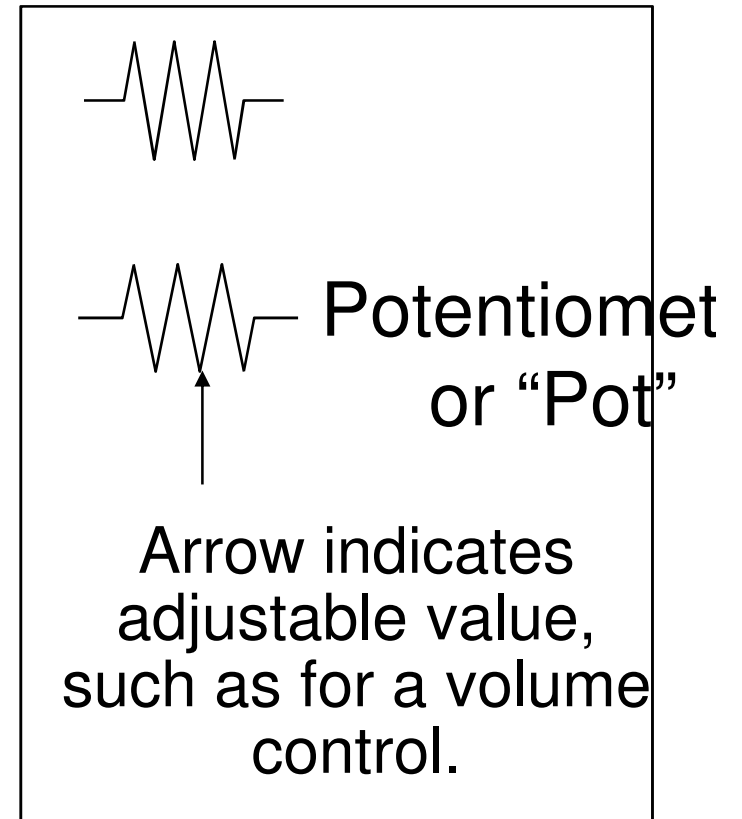 Potentiomet
or “Pot”
Arrow indicates
adjustable value,
such as for a volume
control.